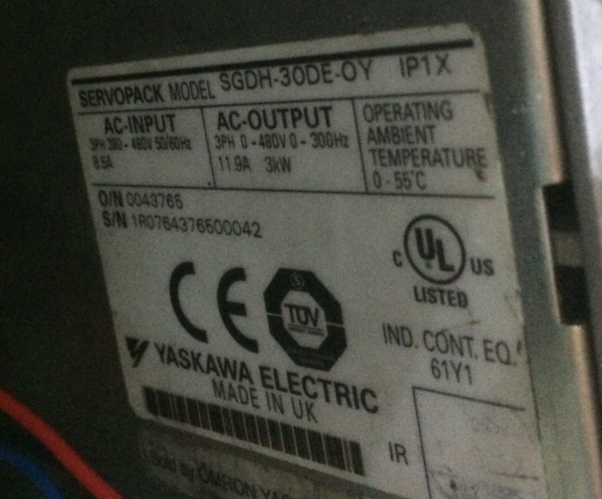 SERVOPACK MODEL SGDH-30DE-OY IP1X
AC-INPUT
3PH 380-480V 50/60Hz
8.5A
AC-OUTPUT
3PH 0-480V 0-300Hz
11.9A 3kW
OPERATING
AMBIENT
TEMPERATURE
0-55°C
O/N 0043765
S/N 1R0764376500042
C UL US
LISTED
CE
TÜV
IND. CONT. EQ.
61Y1
YASKAWA ELECTRIC
MADE IN UK
IR
by OMRON